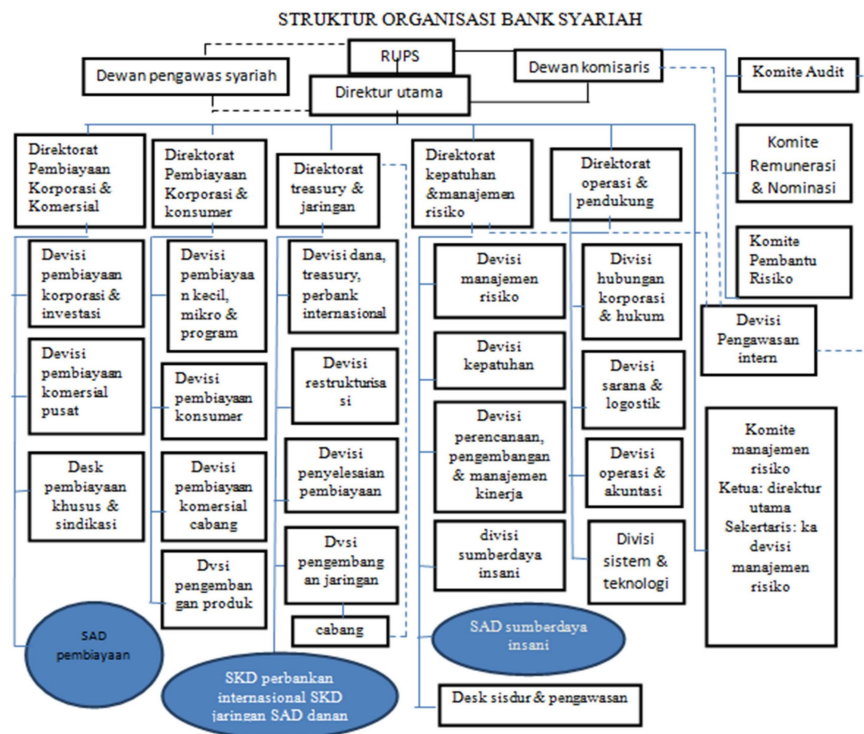 STRUKTUR ORGANISASI BANK SYARIAH
RUPS
Dewan pengawas syariah
Dewan komisaris
Komite Audit
Direktur utama
Direktorat
Pembiayaan
Korporasi &
Komersial
Direktorat
Pembiayaan
Korporasi &
konsumer
Direktorat
treasury &
jaringan
Direktorat
kepatuhan
&manajemen
risiko
Direktorat
operasi &
pendukung
Komite
Remunerasi
& Nominasi
Komite
Pembantu
Risiko
Devisi
pembiayaan
korporasi &
investasi
Devisi
pembiayaa
n kecil,
mikro &
program
Devisi dana,
treasury,
perbank
internasional
Devisi
manajemen
risiko
Divisi
hubungan
korporasi
& hukum
Devisi
Pengawasan
intern
Devisi
pembiayaan
komersial
pusat
Devisi
pembiayaan
konsumer
Devisi
restrukturisa
si
Devisi
kepatuhan
Devisi
sarana &
logostik
Desk
pembiayaan
khusus &
sindikasi
Devisi
pembiayaan
komersial
cabang
Devisi
penyelesaian
pembiayaan
Devisi
perencanaan,
pengembangan
& manajemen
kinerja
Devisi
operasi &
akuntasi
Komite
manajemen
risiko
Ketua: direktur
utama
Sekertaris: ka
devisi
manajemen
risiko
Dvsi
pengemban
gan produk
Dvsi
pengembang
an jaringan
divisi
sumberdaya
insani
Divisi
sistem &
teknologi
cabang
SAD
pembiayaan
SKD perbankan
internasional SKD
jaringan SAD danan
SAD sumberdaya
insani
Desk sisdur & pengawasan